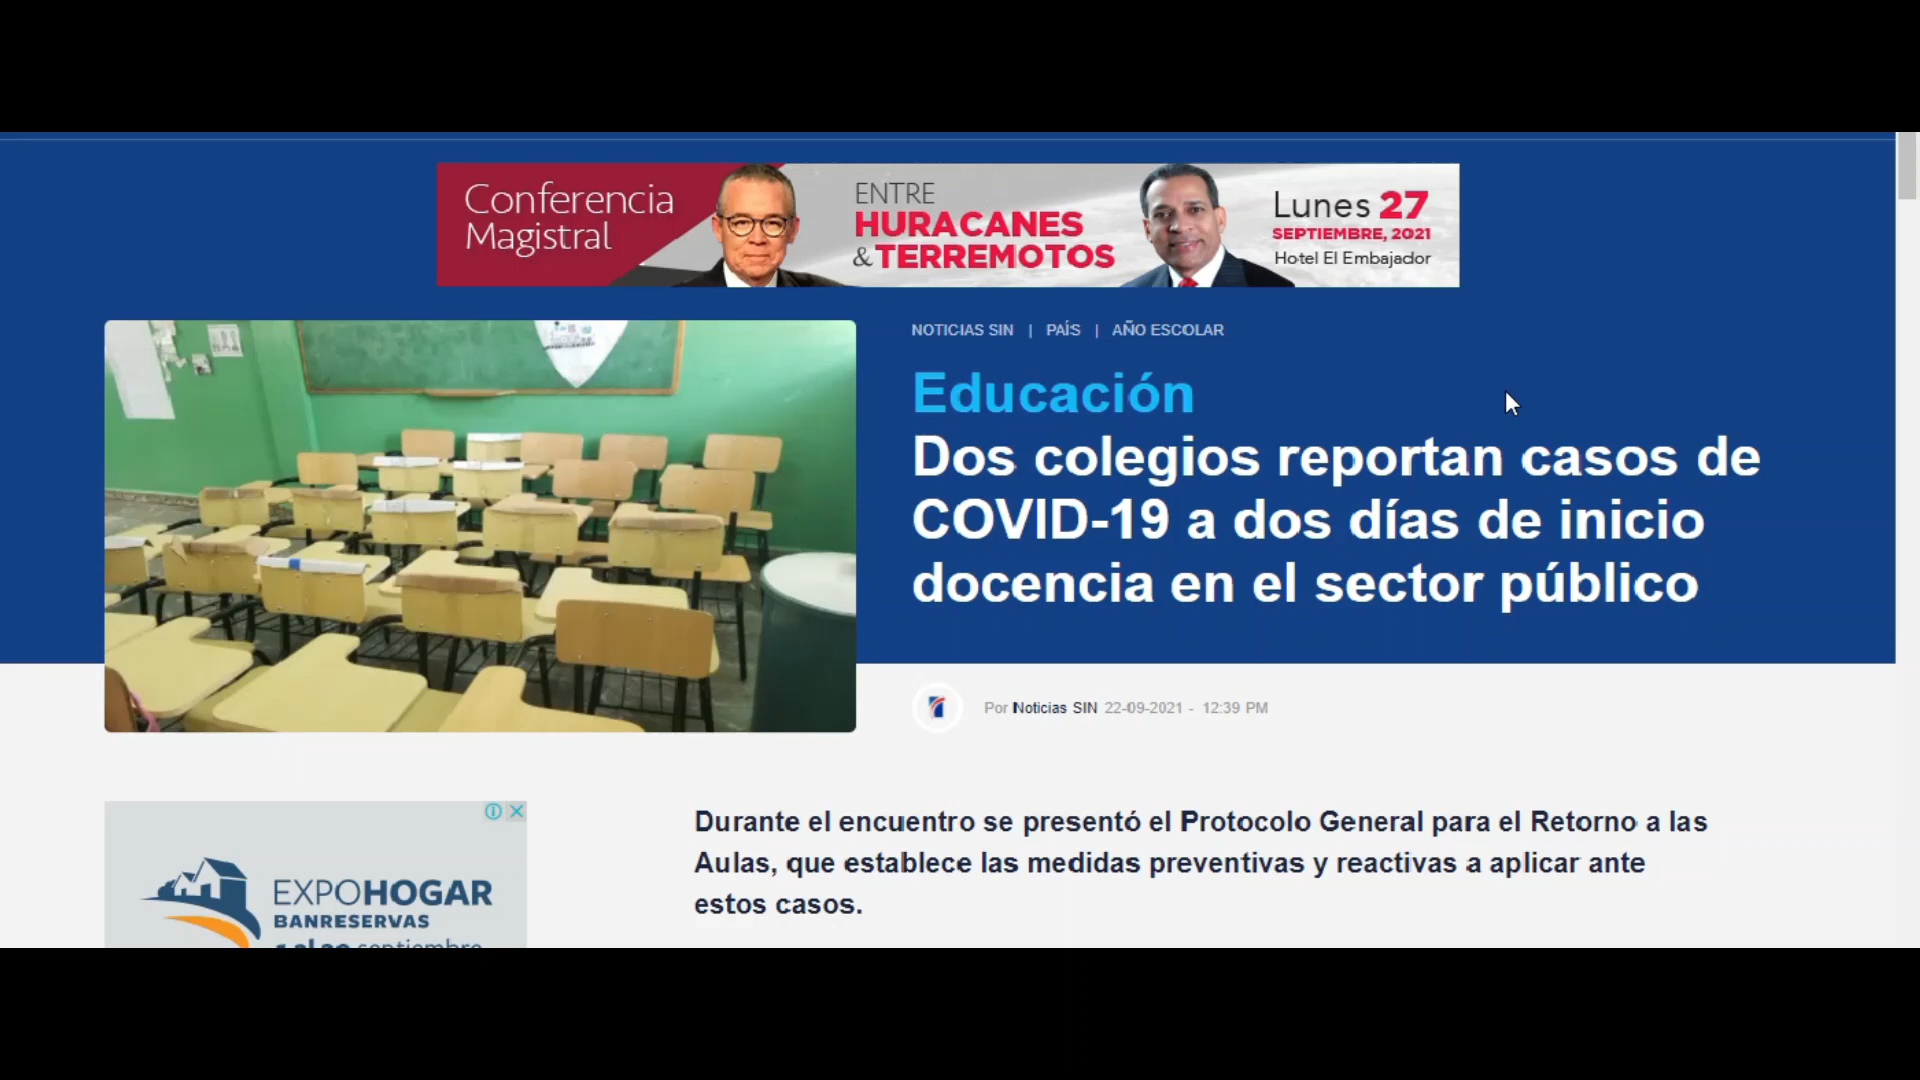 Conferencia
Magistral
ENTRE
HURACANES
& TERREMOTOS
Lunes 27
SEPTIEMBRE, 2021
Hotel El Embajador
NOTICIAS SIN | PAÍS | AÑO ESCOLAR
Educación
Dos colegios reportan casos de
COVID-19 a dos días de inicio
docencia en el sector público
Por Noticias SIN 22-09-2021 - 12:39 PM
Durante el encuentro se presentó el Protocolo General para el Retorno a las
Aulas, que establece las medidas preventivas y reactivas a aplicar ante
estos casos.
EXPOHOGAR
BANRESERVAS
septiembre